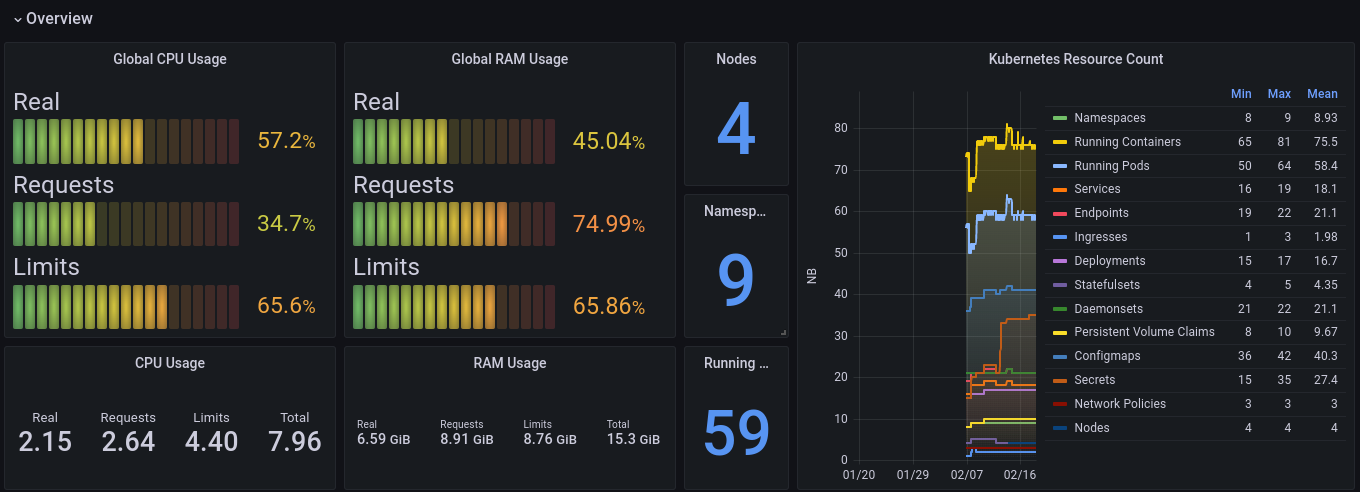 Overview
Global CPU Usage
Real
57.2%
Requests
34.7%
Limits
65.6%
Global RAM Usage
Real
45.04%
Requests
74.99%
Limits
65.86%
Nodes
4
Namesp...
9
CPU Usage
Real Requests Limits Total
2.15 2.64 4.40 7.96
RAM Usage
Real Requests Limits Total
6.59 GiB 8.91 GiB 8.76 GiB 15.3 GiB
Running ...
59
Kubernetes Resource Count
NB
80
70
60
50
40
30
20
10
0
01/20 01/29 02/07 02/16
Min Max Mean
Namespaces 8 9 8.93
Running Containers 65 81 75.5
Running Pods 50 64 58.4
Services 16 19 18.1
Endpoints 19 22 21.1
Ingresses 1 3 1.98
Deployments 15 17 16.7
Statefulsets 4 5 4.35
Daemonsets 21 22 21.1
Persistent Volume Claims 8 10 9.67
Configmaps 36 42 40.3
Secrets 15 35 27.4
Network Policies 3 3 3
Nodes 4 4 4